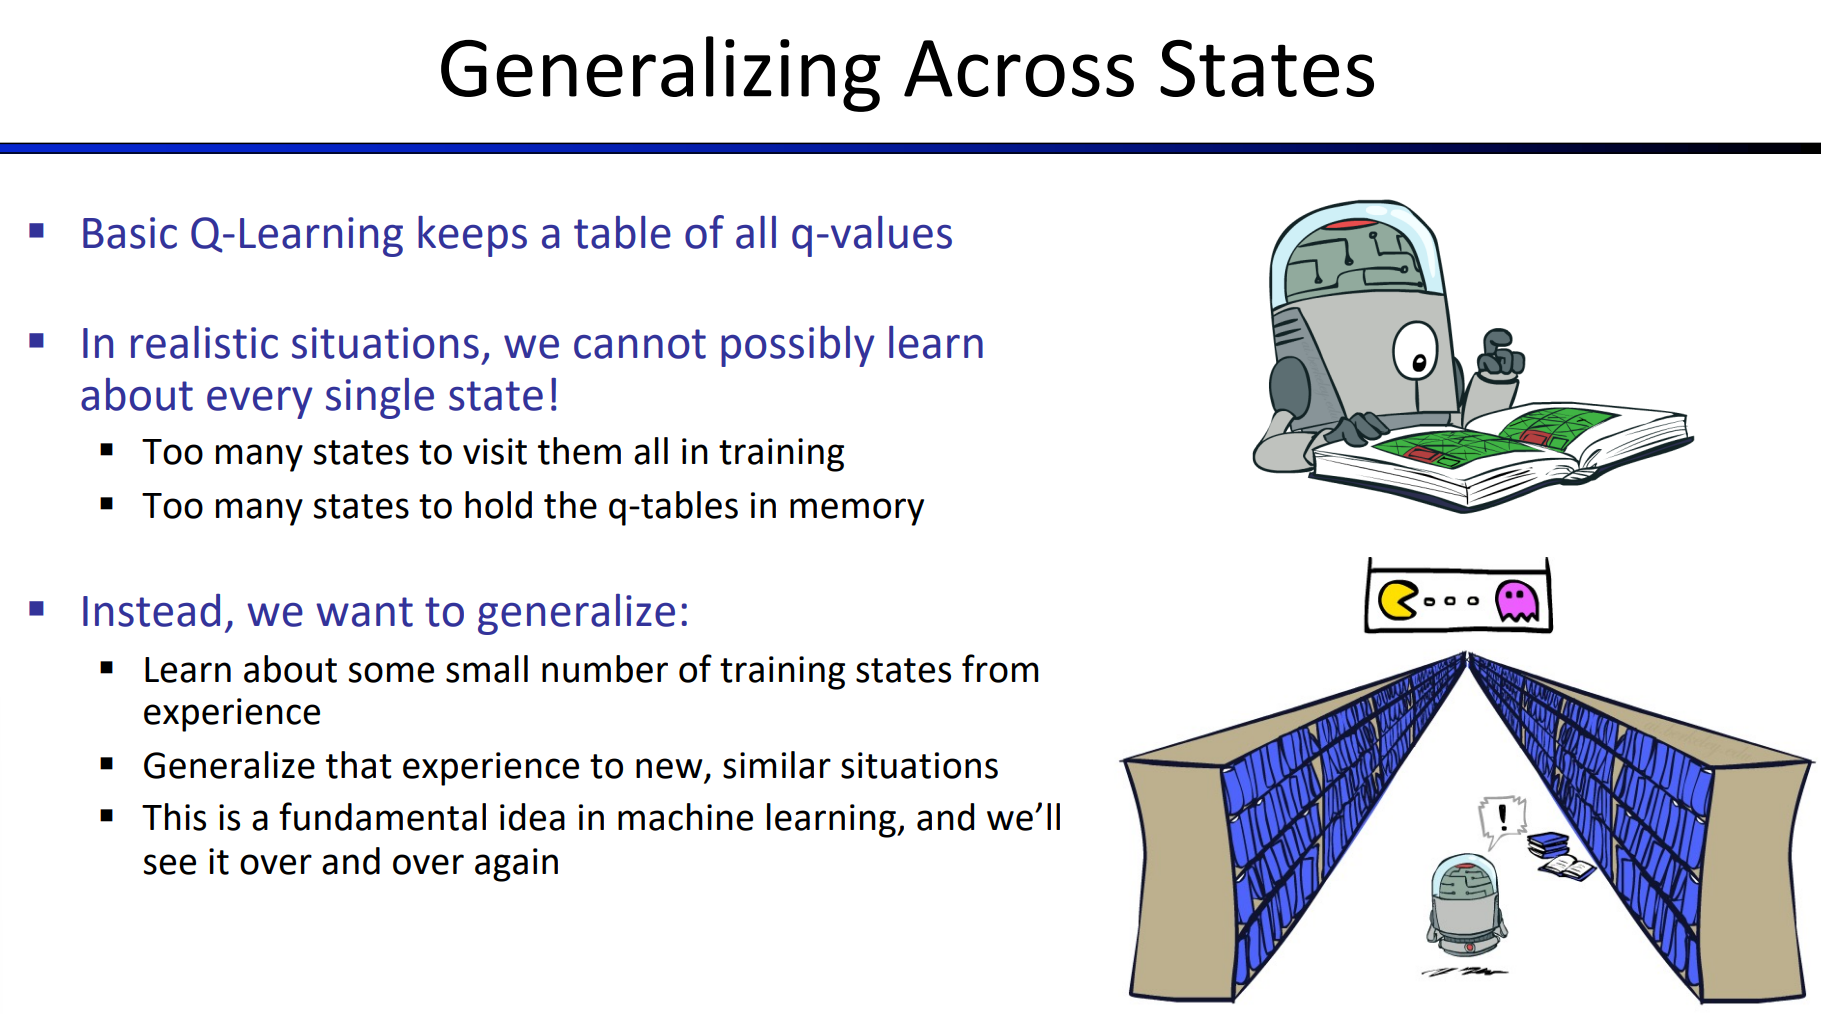 Generalizing Across States
▪ Basic Q-Learning keeps a table of all q-values
▪ In realistic situations, we cannot possibly learn
about every single state!
▪ Too many states to visit them all in training
▪ Too many states to hold the q-tables in memory
▪ Instead, we want to generalize:
▪ Learn about some small number of training states from
experience
▪ Generalize that experience to new, similar situations
▪ This is a fundamental idea in machine learning, and we’ll
see it over and over again
!